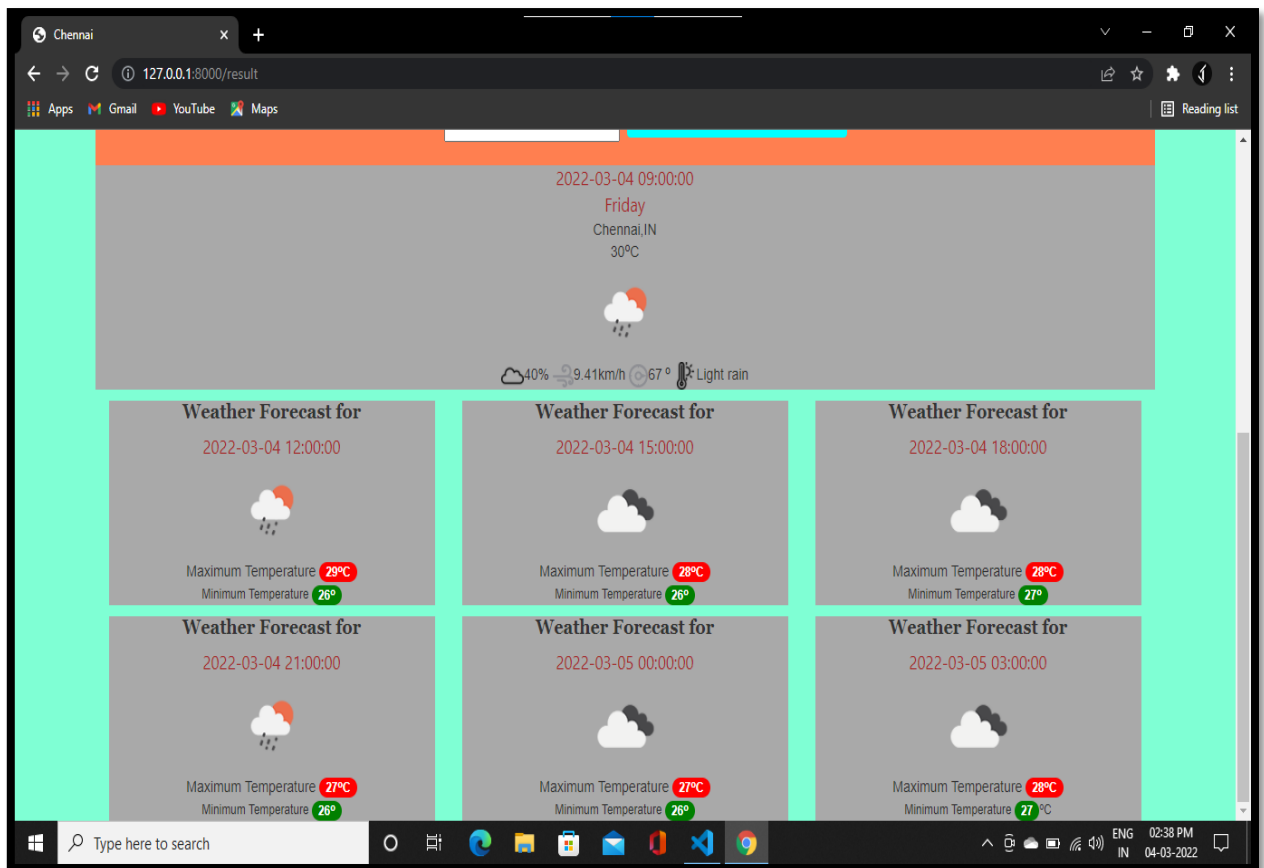 Chennai
127.0.0.1:8000/result
Apps Gmail YouTube Maps Reading list
2022-03-04 09:00:00
Friday
Chennai,IN
30ºC
40% 9.41km/h 67 º Light rain
Weather Forecast for Weather Forecast for Weather Forecast for
2022-03-04 12:00:00 2022-03-04 15:00:00 2022-03-04 18:00:00
Maximum Temperature 29ºC Maximum Temperature 28ºC Maximum Temperature 28ºC
Minimum Temperature 26º Minimum Temperature 26º Minimum Temperature 27º
Weather Forecast for Weather Forecast for Weather Forecast for
2022-03-04 21:00:00 2022-03-05 00:00:00 2022-03-05 03:00:00
Maximum Temperature 27ºC Maximum Temperature 27ºC Maximum Temperature 28ºC
Minimum Temperature 26º Minimum Temperature 26º Minimum Temperature 27 ºC
Type here to search
ENG 02:38 PM
IN 04-03-2022